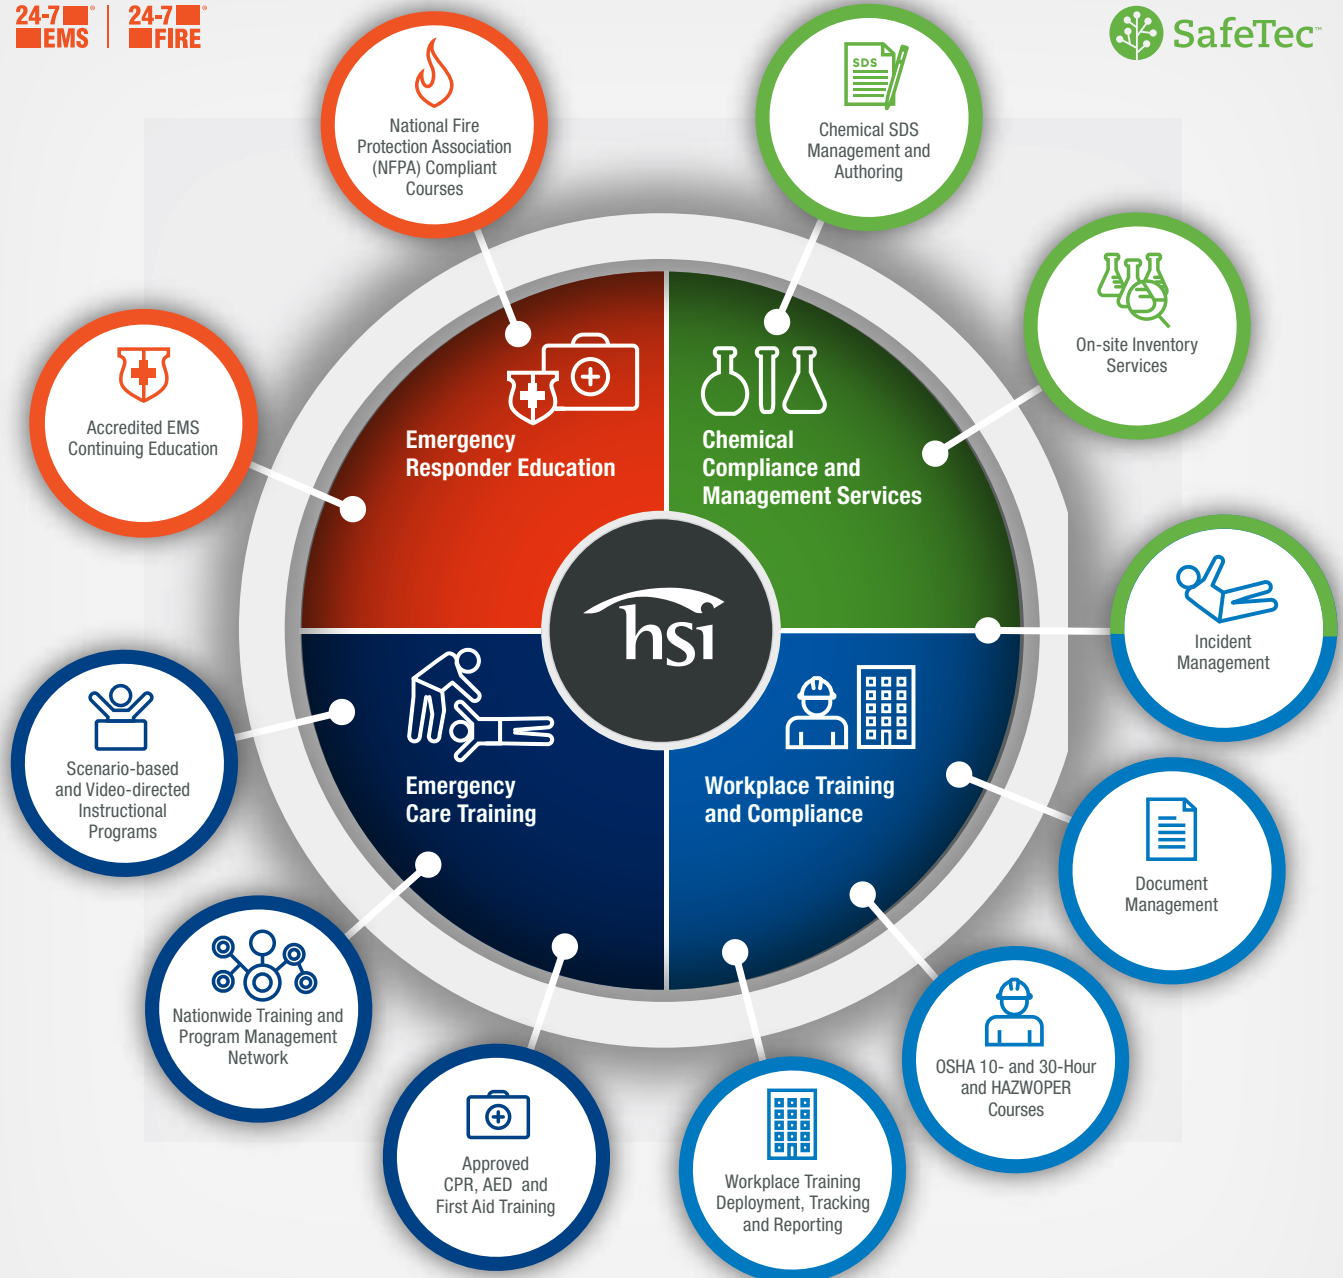 24-7 EMS
24-7 FIRE
SafeTec™
National Fire
Protection Association
(NFPA) Compliant
Courses
SDS
Chemical SDS
Management and
Authoring
On-site Inventory
Services
Accredited EMS
Continuing Education
Emergency
Responder Education
Chemical
Compliance and
Management Services
hsi
Incident
Management
Scenario-based
and Video-directed
Instructional
Programs
Emergency
Care Training
Workplace Training
and Compliance
Document
Management
Nationwide Training and
Program Management
Network
OSHA 10- and 30-Hour
and HAZWOPER
Courses
Approved
CPR, AED and
First Aid Training
Workplace Training
Deployment, Tracking
and Reporting